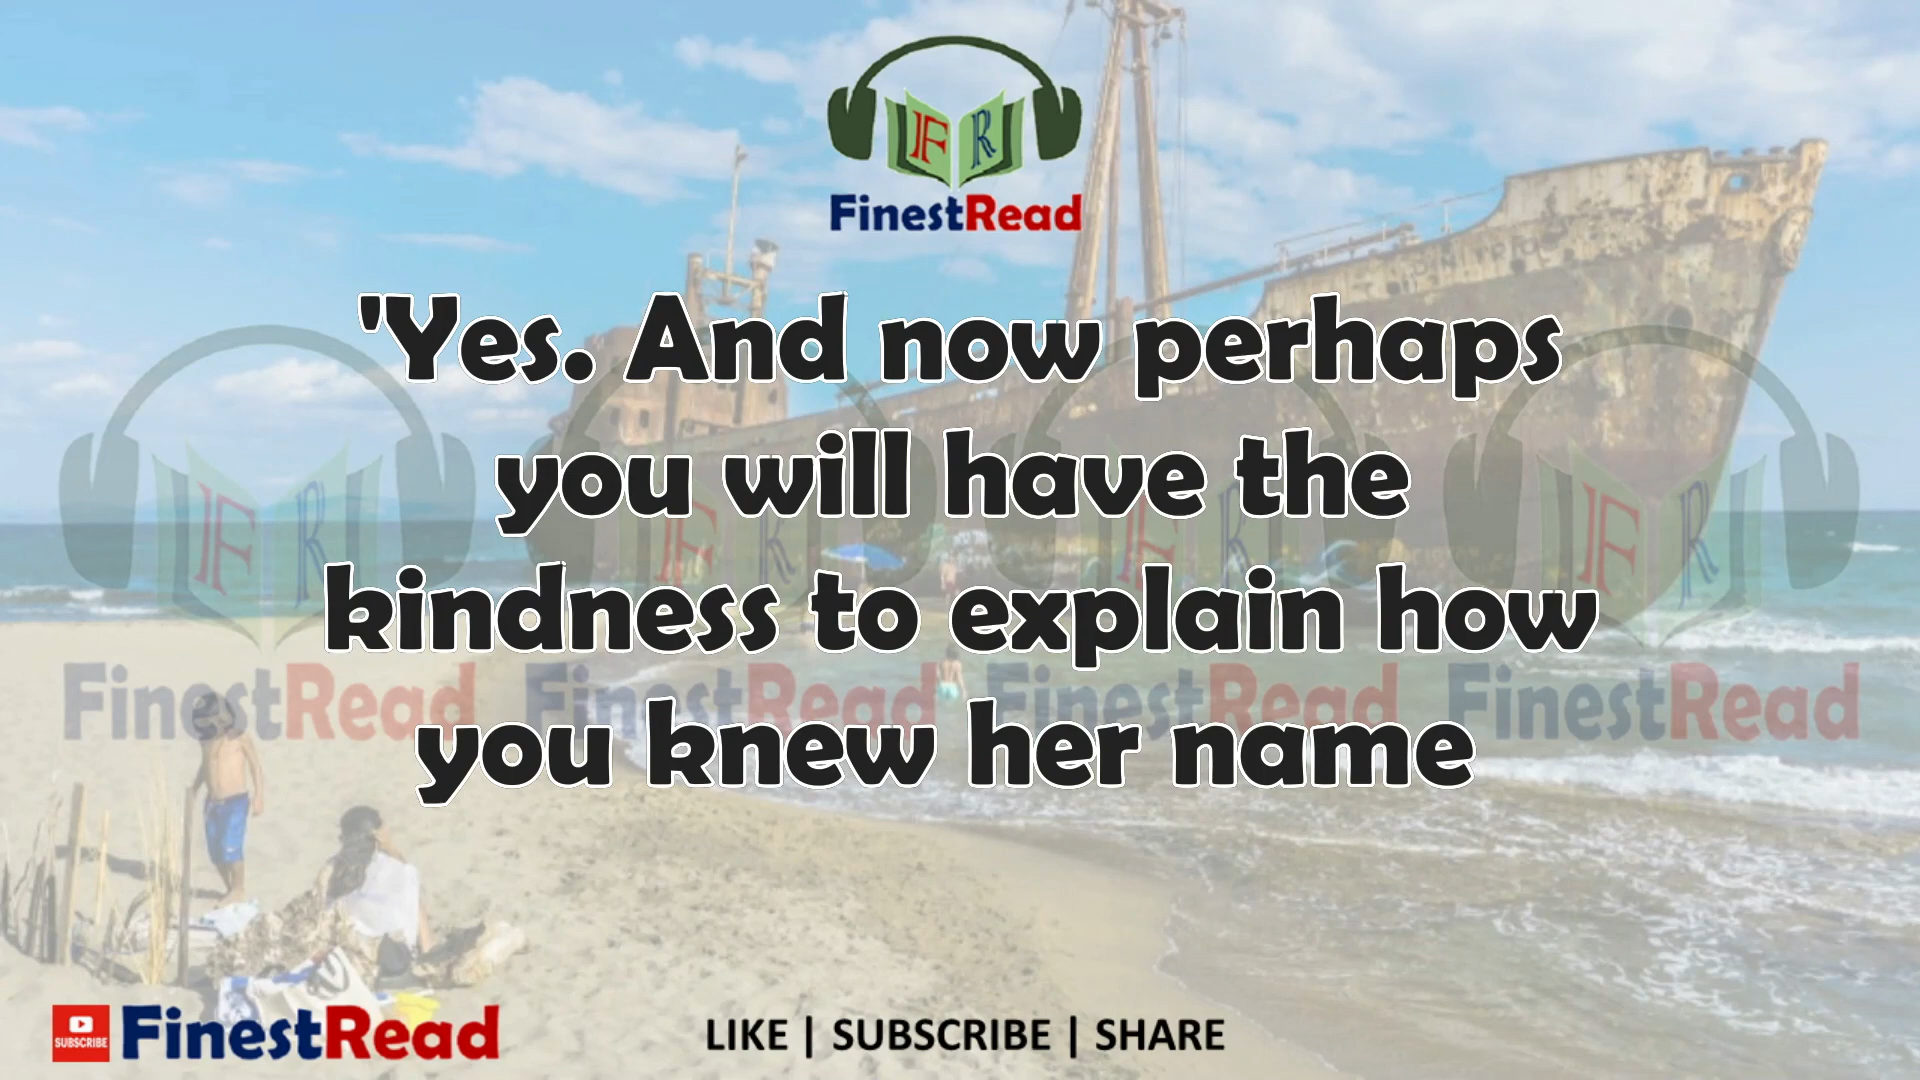 F R
FinestRead
'Yes. And now perhaps
you will have the
kindness to explain how
you knew her name
F R F R F R F R
FinestRead FinestRead FinestRead FinestRead
SUBSCRIBE FinestRead
LIKE | SUBSCRIBE | SHARE